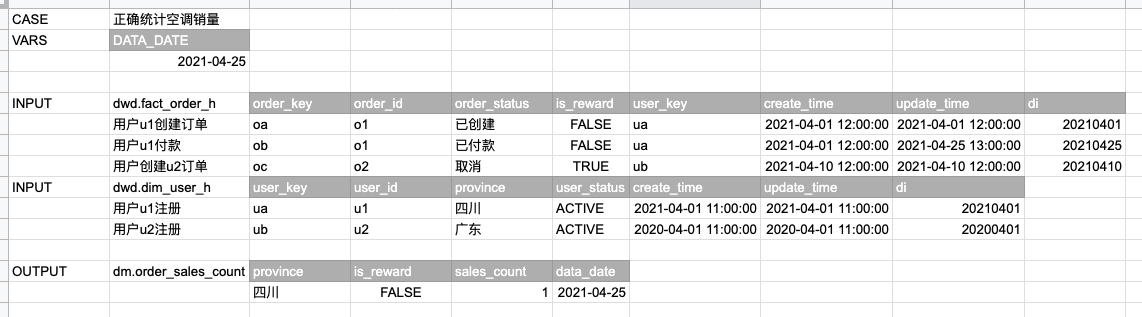 CASE 正确统计空调销量
VARS DATA_DATE
2021-04-25
INPUT dwd.fact_order_h order_key order_id order_status is_reward user_key create_time update_time di
用户u1创建订单 oa o1 已创建 FALSE ua 2021-04-01 12:00:00 2021-04-01 12:00:00 20210401
用户u1付款 ob o1 已付款 FALSE ua 2021-04-01 12:00:00 2021-04-25 13:00:00 20210425
用户创建u2订单 oc o2 取消 TRUE ub 2021-04-10 12:00:00 2021-04-10 12:00:00 20210410
INPUT dwd.dim_user_h user_key user_id province user_status create_time update_time di
用户u1注册 ua u1 四川 ACTIVE 2021-04-01 11:00:00 2021-04-01 11:00:00 20210401
用户u2注册 ub u2 广东 ACTIVE 2020-04-01 11:00:00 2020-04-01 11:00:00 20200401
OUTPUT dm.order_sales_count province is_reward sales_count data_date
四川 FALSE 1 2021-04-25